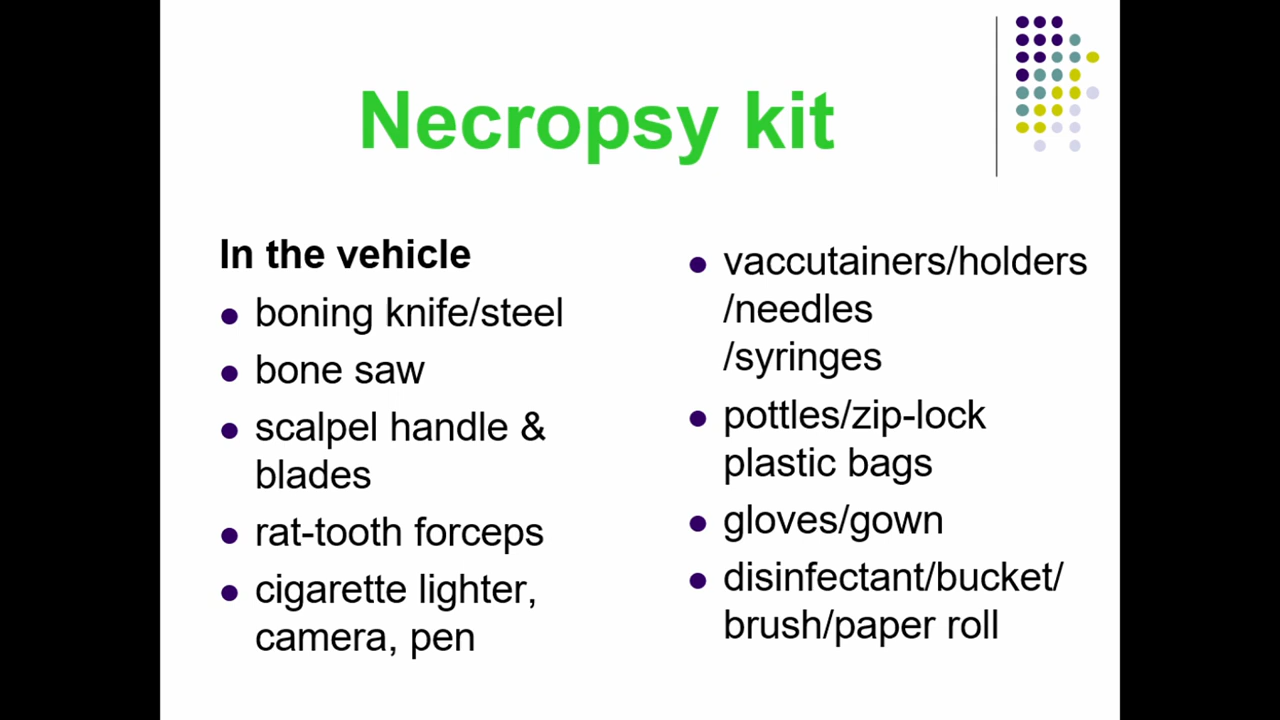 Necropsy kit
In the vehicle
boning knife/steel
bone saw
scalpel handle &
blades
rat-tooth forceps
cigarette lighter,
camera, pen
vaccutainers/holders
/needles
/syringes
pottles/zip-lock
plastic bags
gloves/gown
disinfectant/bucket/
brush/paper roll